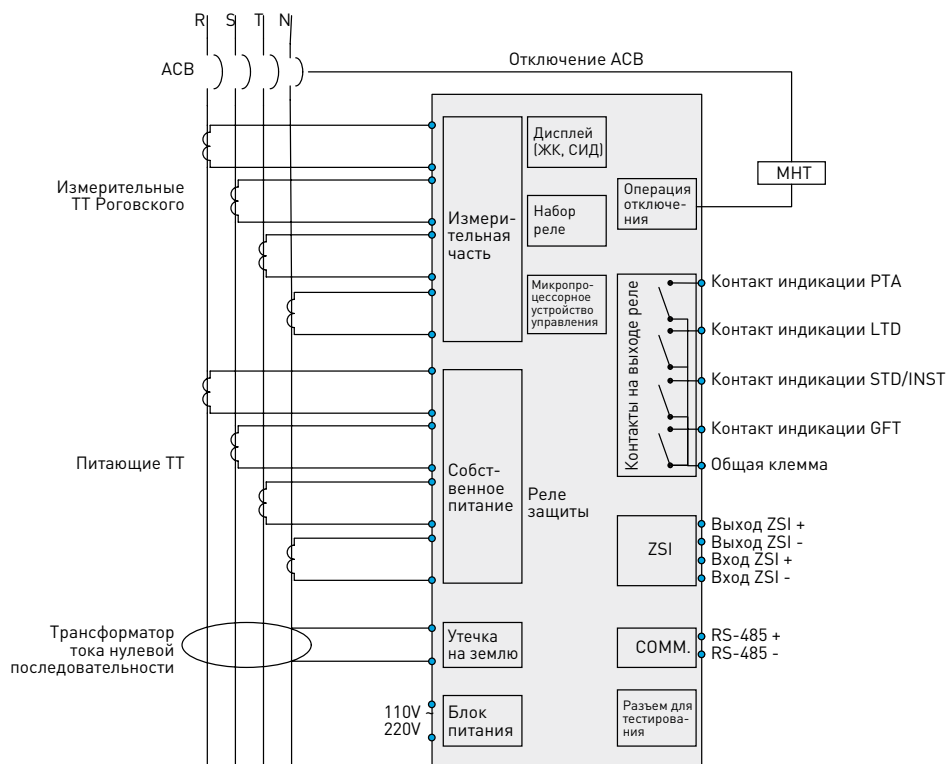 R S T N
ACB
Отключение ACB
МНТ
Измерительные
ТТ Роговского
Измери-
тельная
часть
Дисплей
(ЖК, СИД)
Набор
реле
Микропро-
цессорное
устройство
управления
Операция
отключе-
ния
Контакты на выходе реле
Контакт индикации PTA
Контакт индикации LTD
Контакт индикации STD/INST
Контакт индикации GFT
Общая клемма
Питающие ТТ
Собст-
венное
питание
Реле
защиты
ZSI
Выход ZSI +
Выход ZSI -
Вход ZSI +
Вход ZSI -
Трансформатор
тока нулевой
последовательности
Утечка
на землю
COMM.
RS-485 +
RS-485 -
110V ~
220V
Блок
питания
Разъем для
тестирова-
ния